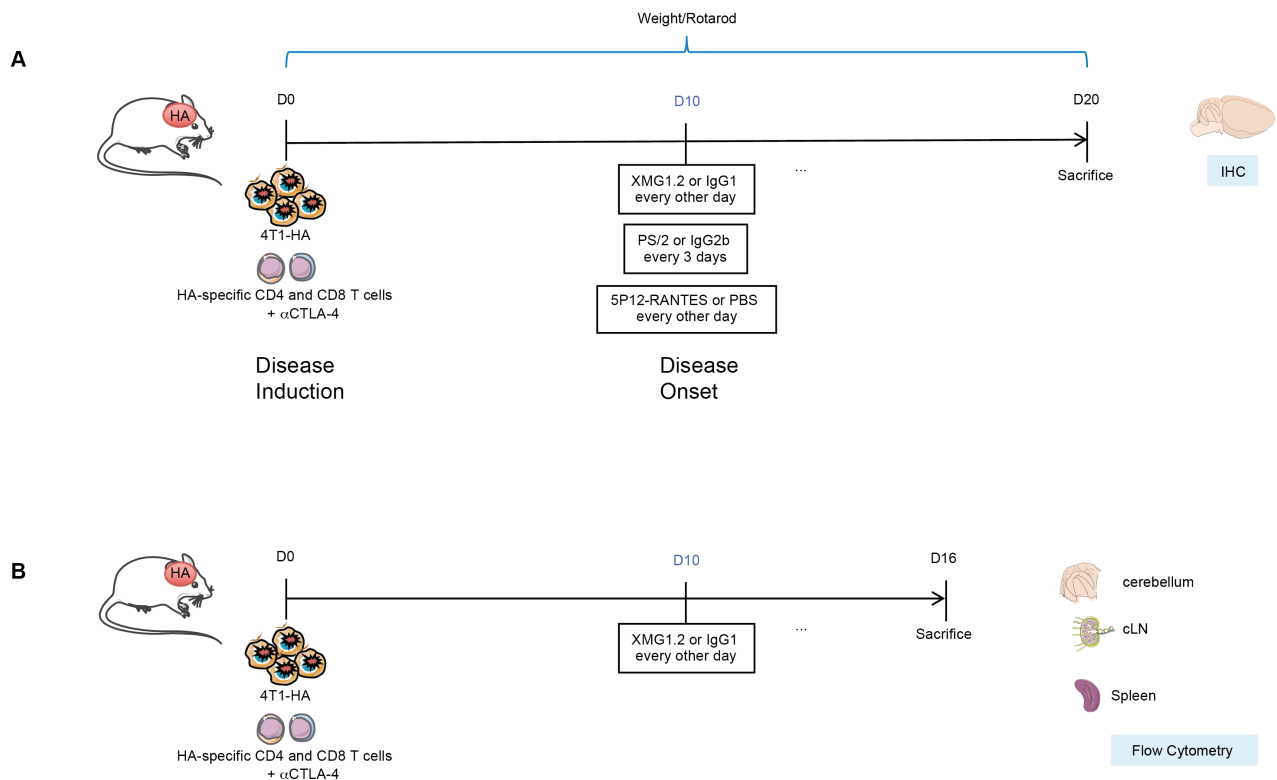 Weight/Rotarod
A
D0
D10
D20
HA
XMG1.2 or IgG1
every other day
...
Sacrifice
IHC
4T1-HA
PS/2 or IgG2b
every 3 days
HA-specific CD4 and CD8 T cells
+ αCTLA-4
5P12-RANTES or PBS
every other day
Disease
Induction
Disease
Onset
B
D0
D10
D16
HA
cerebellum
XMG1.2 or IgG1
every other day
...
Sacrifice
cLN
4T1-HA
Spleen
HA-specific CD4 and CD8 T cells
+ αCTLA-4
Flow Cytometry